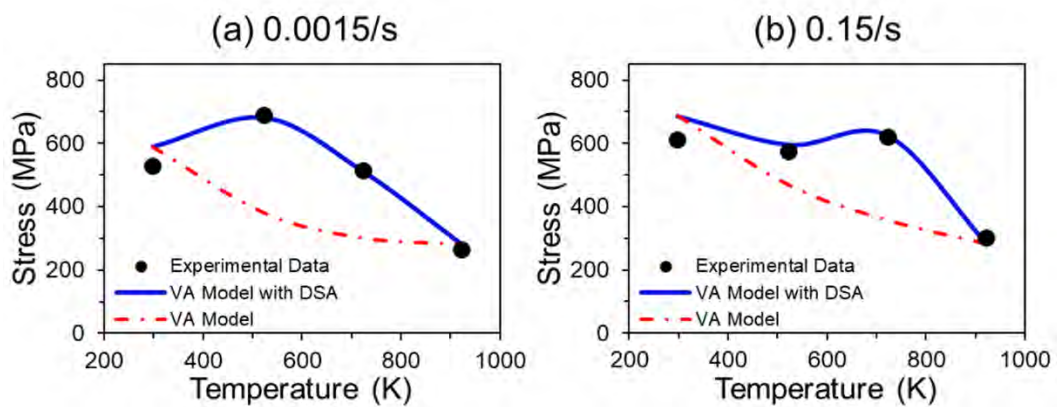 (a) 0.0015/s
800
600
400
200
0
Stress (MPa)
Experimental Data
VA Model with DSA
VA Model
200 400 600 800 1000
Temperature (K)
(b) 0.15/s
800
600
400
200
0
Stress (MPa)
Experimental Data
VA Model with DSA
VA Model
200 400 600 800 1000
Temperature (K)